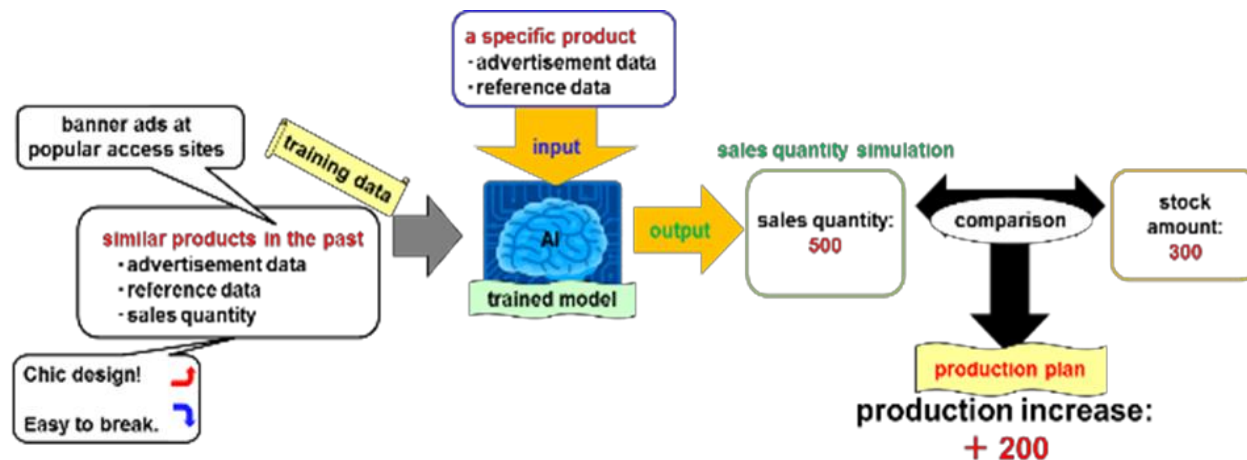 a specific product
・advertisement data
・reference data
banner ads at
popular access sites
training data
input
similar products in the past
・advertisement data
・reference data
・sales quantity
AI
trained model
output
sales quantity simulation
sales quantity:
500
comparison
stock
amount:
300
Chic design!
Easy to break.
production plan
production increase:
＋200